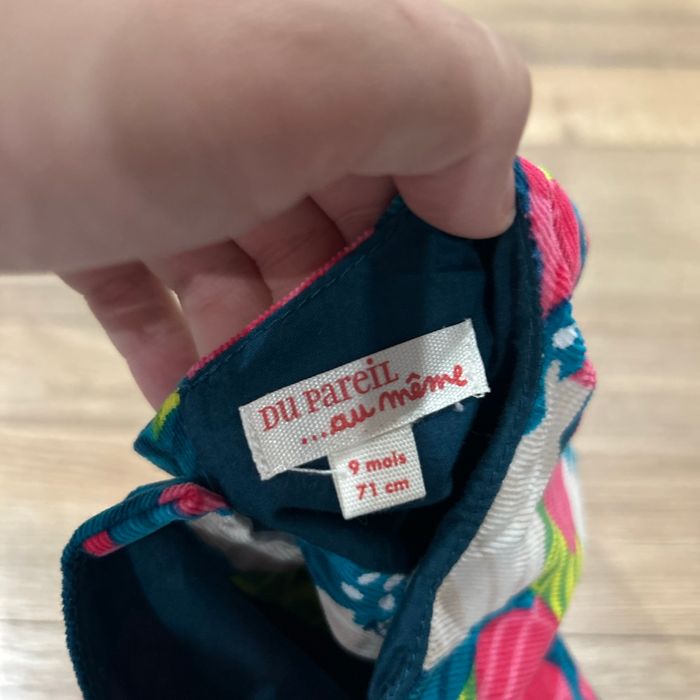 DU PAREIL
...au même
9 mois
71 cm